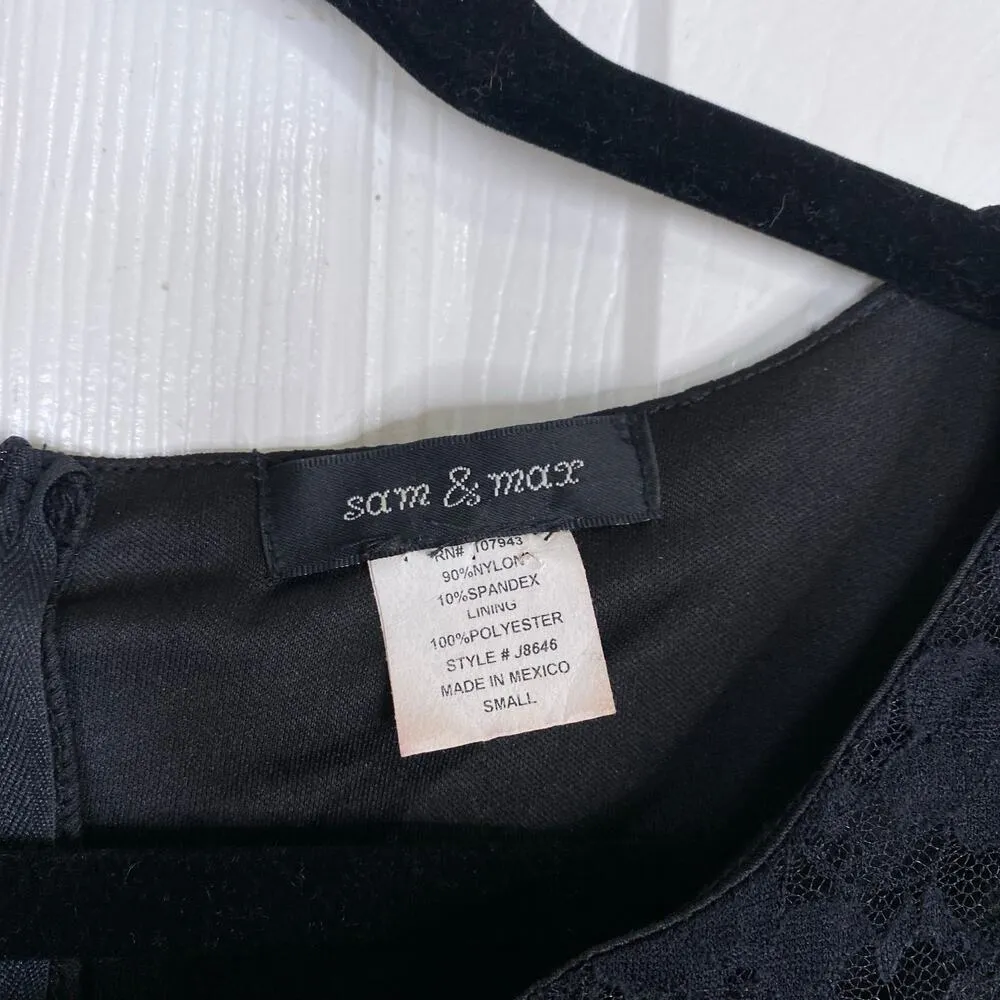 sam & max
RN# 107943
90%NYLON
10%SPANDEX
LINING
100%POLYESTER
STYLE # J8646
MADE IN MEXICO
SMALL